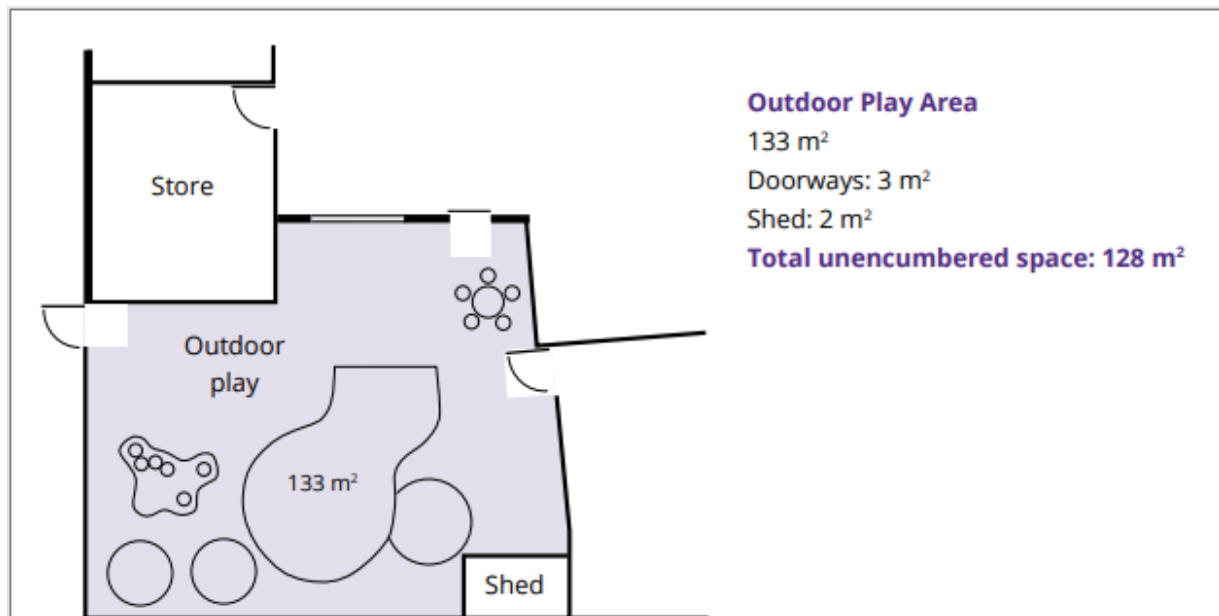 Outdoor Play Area
133 m²
Doorways: 3 m²
Store
Shed: 2 m²
Total unencumbered space: 128 m²
Outdoor
play
133 m²
Shed